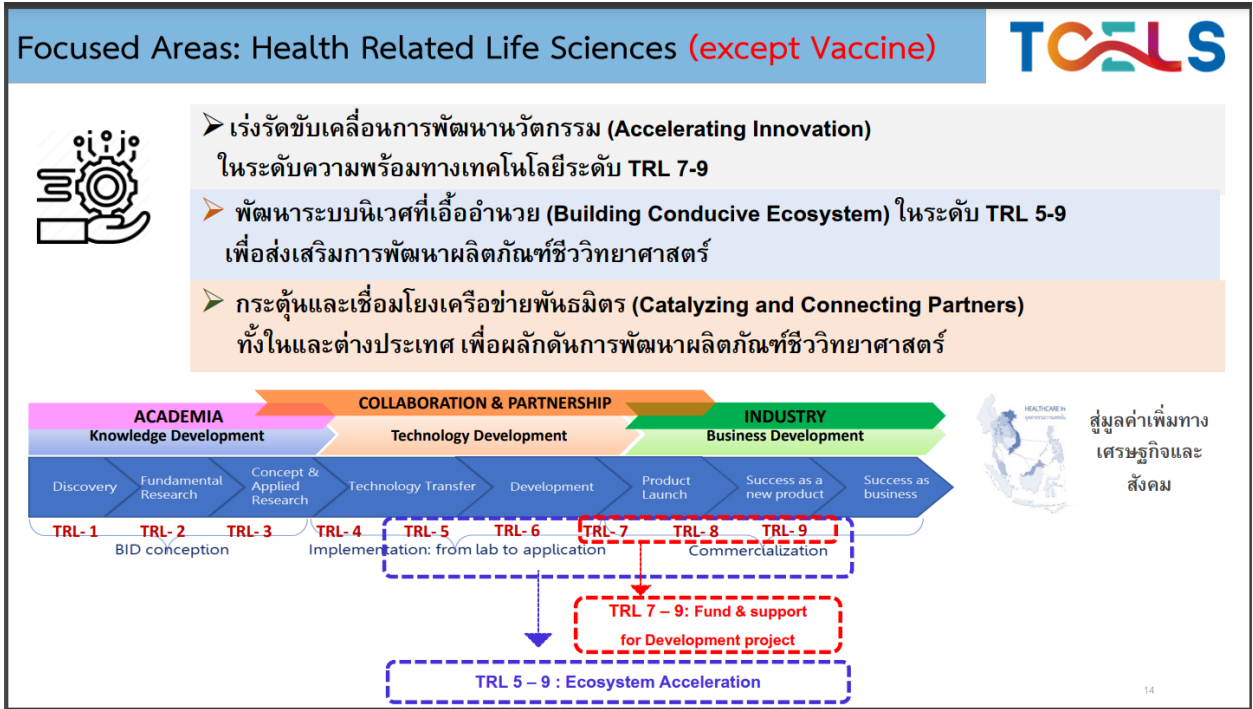 Focused Areas: Health Related Life Sciences (except Vaccine)
TCELS
➢ เร่งรัดขับเคลื่อนการพัฒนานวัตกรรม (Accelerating Innovation)
ในระดับความพร้อมทางเทคโนโลยีระดับ TRL 7-9
➢ พัฒนาระบบนิเวศที่เอื้ออำนวย (Building Conducive Ecosystem) ในระดับ TRL 5-9
เพื่อส่งเสริมการพัฒนาผลิตภัณฑ์ชีววิทยาศาสตร์
➢ กระตุ้นและเชื่อมโยงเครือข่ายพันธมิตร (Catalyzing and Connecting Partners)
ทั้งในและต่างประเทศ เพื่อผลักดันการพัฒนาผลิตภัณฑ์ชีววิทยาศาสตร์
COLLABORATION & PARTNERSHIP
ACADEMIA
INDUSTRY
Knowledge Development
Technology Development
Business Development
Discovery
Fundamental
Research
Concept &
Applied
Research
Technology Transfer
Development
Product
Launch
Success as a
new product
Success as
business
TRL- 1
TRL- 2
TRL- 3
TRL- 4
TRL- 5
TRL- 6
TRL- 7
TRL- 8
TRL- 9
BID conception
Implementation: from lab to application
Commercialization
HEALTHCARE in
สู่มูลค่าเพิ่มทาง
เศรษฐกิจและ
สังคม
TRL 7 – 9: Fund & support
for Development project
TRL 5 – 9 : Ecosystem Acceleration
14